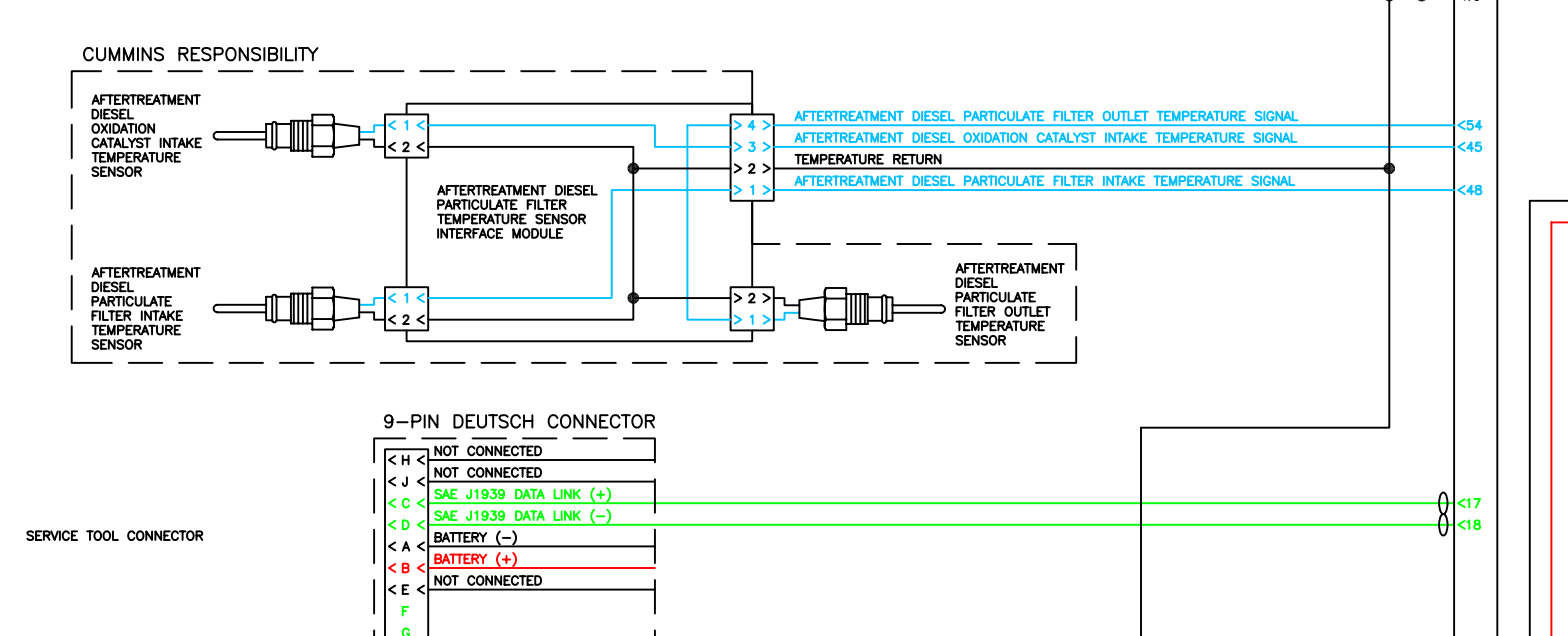 CUMMINS RESPONSIBILITY
AFTERTREATMENT
DIESEL
OXIDATION
CATALYST INTAKE
TEMPERATURE
SENSOR
< 1 <
< 2 <
AFTERTREATMENT DIESEL
PARTICULATE FILTER
TEMPERATURE SENSOR
INTERFACE MODULE
> 4 >
> 3 >
> 2 >
> 1 >
AFTERTREATMENT DIESEL PARTICULATE FILTER OUTLET TEMPERATURE SIGNAL
<54
AFTERTREATMENT DIESEL OXIDATION CATALYST INTAKE TEMPERATURE SIGNAL
<45
TEMPERATURE RETURN
AFTERTREATMENT DIESEL PARTICULATE FILTER INTAKE TEMPERATURE SIGNAL
<48
AFTERTREATMENT
DIESEL
PARTICULATE
FILTER INTAKE
TEMPERATURE
SENSOR
< 1 <
< 2 <
> 2 >
> 1 >
AFTERTREATMENT
DIESEL
PARTICULATE
FILTER OUTLET
TEMPERATURE
SENSOR
9-PIN DEUTSCH CONNECTOR
< H < NOT CONNECTED
< J < NOT CONNECTED
< C < SAE J1939 DATA LINK (+)
<17
< D < SAE J1939 DATA LINK (-)
<18
SERVICE TOOL CONNECTOR
< A < BATTERY (-)
< B < BATTERY (+)
< E < NOT CONNECTED
F
G